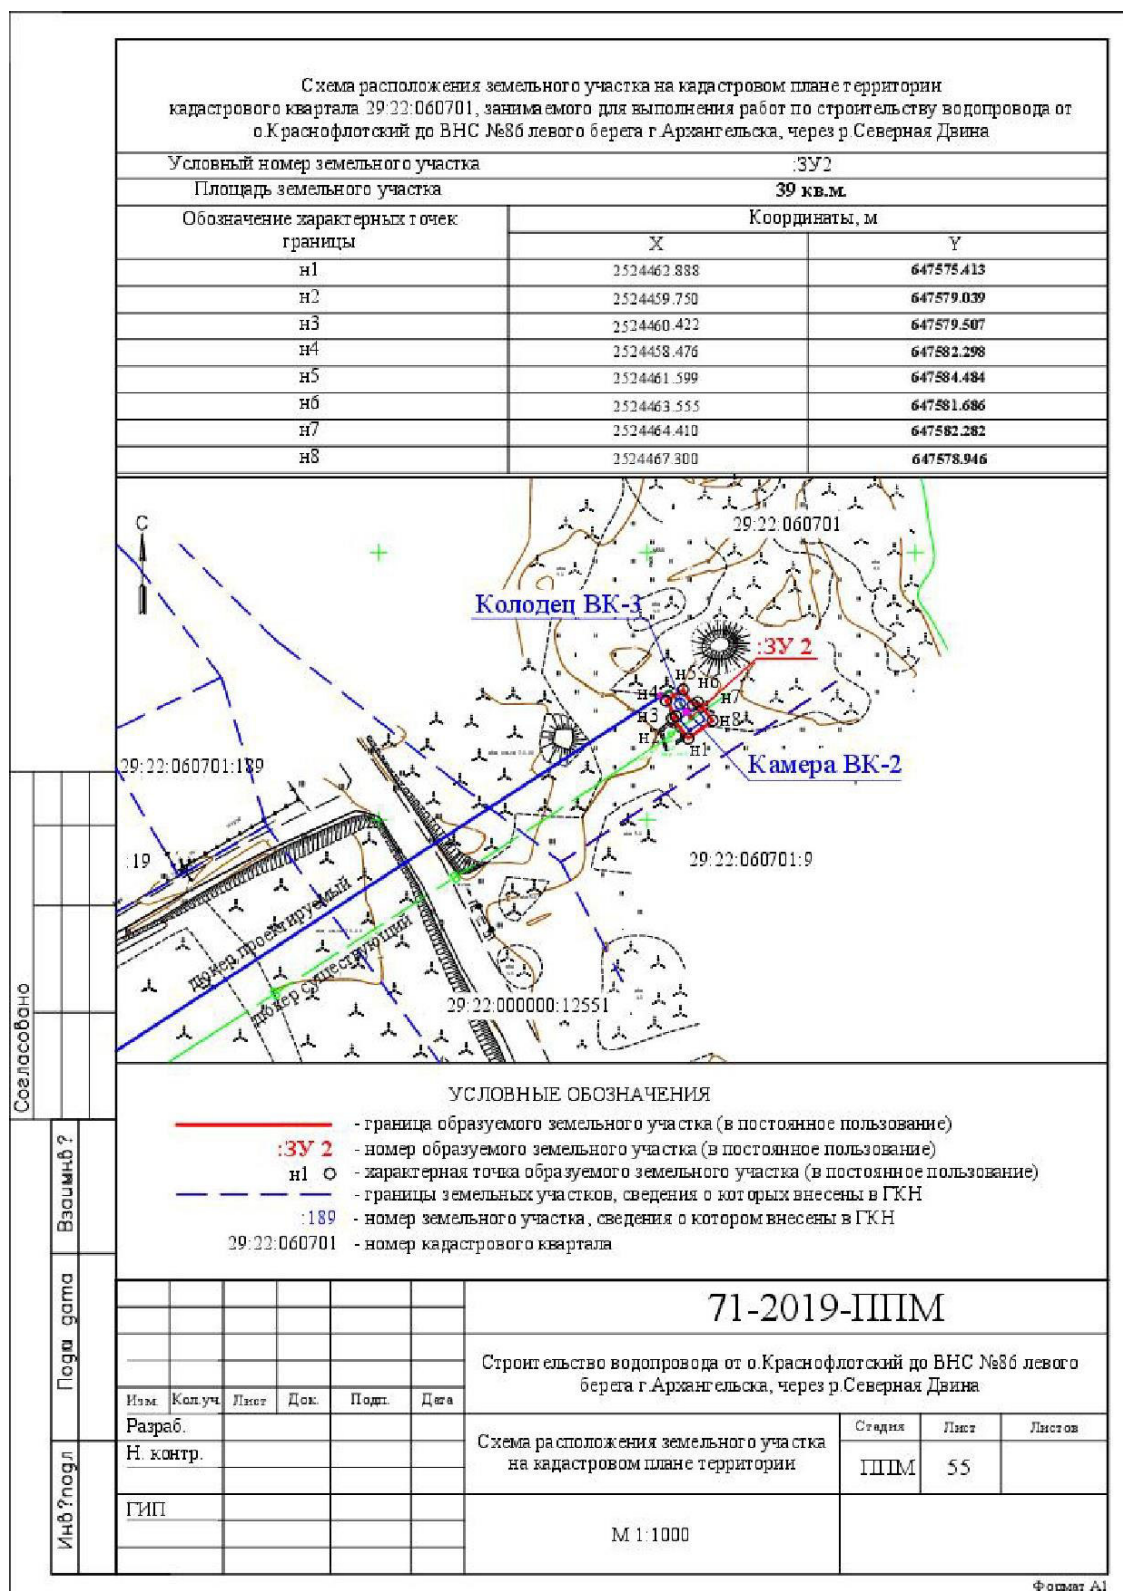 Схема расположения земельного участка на кадастровом плане территории
кадастрового квартала 29:22:060701, занимаемого для выполнения работ по строительству водопровода от
о.Краснофлотский до ВНС №86 левого берега г.Архангельска, через р.Северная Двина
Условный номер земельного участка :ЗУ2
Площадь земельного участка 39 кв.м.
Обозначение характерных точек границы Координаты, м
X Y
н1 2524462.888 647575.413
н2 2524459.750 647579.039
н3 2524460.422 647579.507
н4 2524458.476 647582.298
н5 2524461.599 647584.484
н6 2524463.555 647581.686
н7 2524464.410 647582.282
н8 2524467.300 647578.946
С
29:22:060701
Колодец ВК-3
:ЗУ 2
н5
н6
н4
н7
н3
н8
н1
Камера ВК-2
29:22:060701:189
:19
29:22:060701:9
дюкер проектируемый
дюкер существующий
29:22:000000:12551
УСЛОВНЫЕ ОБОЗНАЧЕНИЯ
- граница образуемого земельного участка (в постоянное пользование)
:ЗУ 2 - номер образуемого земельного участка (в постоянное пользование)
н1 - характерная точка образуемого земельного участка (в постоянное пользование)
- границы земельных участков, сведения о которых внесены в ГКН
:189 - номер земельного участка, сведения о котором внесены в ГКН
29:22:060701 - номер кадастрового квартала
Согласовано
Взаимнв?
Подп дата
Инв?подл
71-2019-ППМ
Строительство водопровода от о.Краснофлотский до ВНС №86 левого
берега г.Архангельска, через р.Северная Двина
Изм. Кол.уч. Лист Док. Подп. Дата
Разраб.
Н. контр.
ГИП
Схема расположения земельного участка
на кадастровом плане территории
Стадия Лист Листов
ППМ 55
М 1:1000
Формат А1